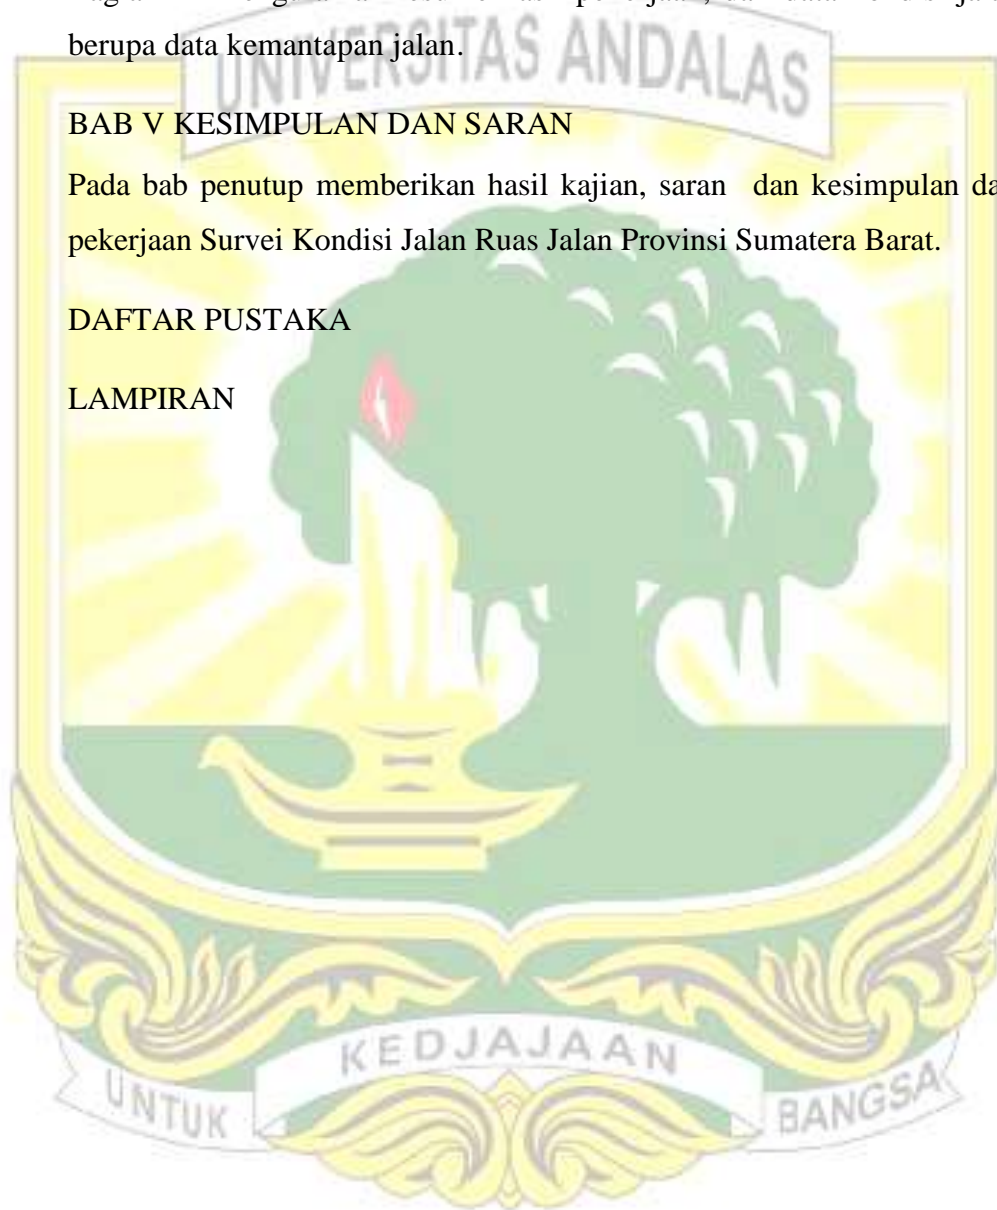 berupa data kemantapan jalan.
UNIVERSITAS ANDALAS
BAB V KESIMPULAN DAN SARAN
Pada bab penutup memberikan hasil kajian, saran dan kesimpulan
pekerjaan Survei Kondisi Jalan Ruas Jalan Provinsi Sumatera Barat.
DAFTAR PUSTAKA
LAMPIRAN
UNTUK KEDJAJAAN BANGSA